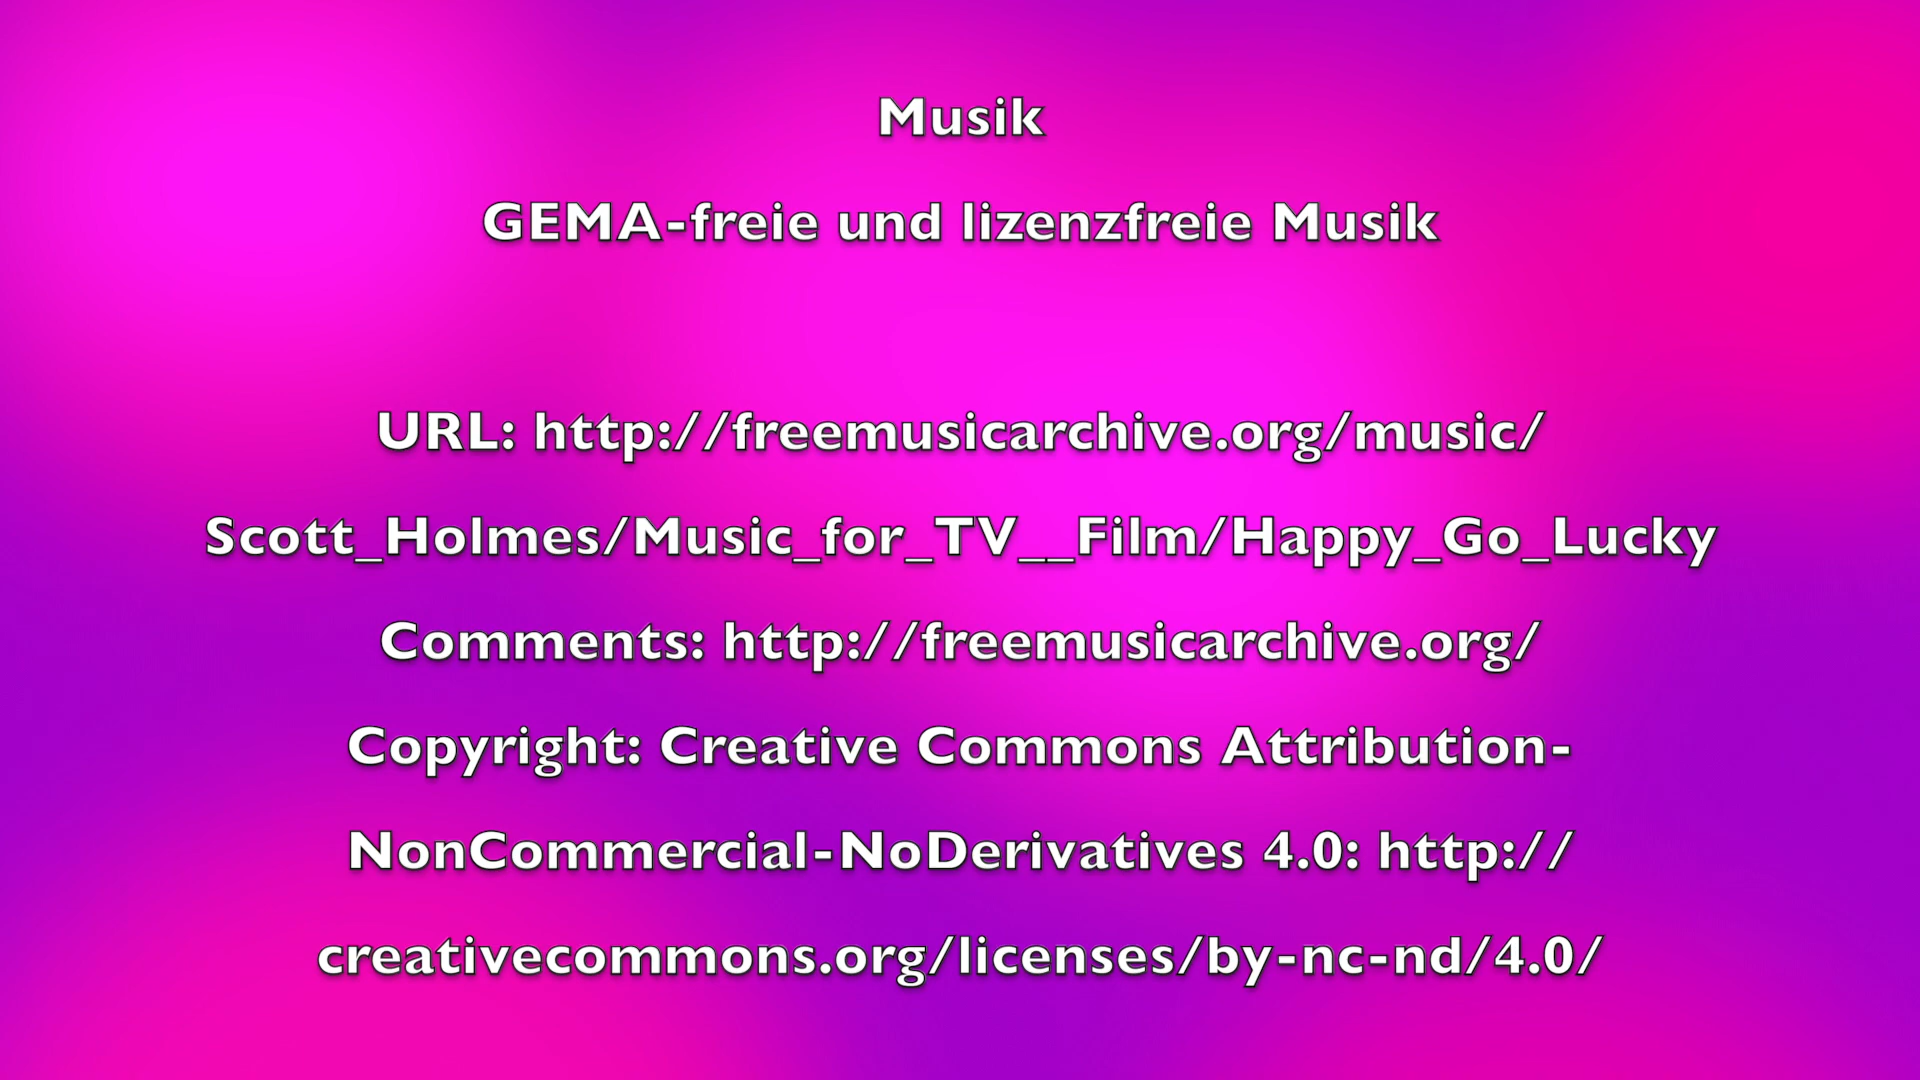 Musik
GEMA-freie und lizenzfreie Musik
URL: http://freemusicarchive.org/music/
Scott_Holmes/Music_for_TV__Film/Happy_Go_Lucky
Comments: http://freemusicarchive.org/
Copyright: Creative Commons Attribution-
NonCommercial-NoDerivatives 4.0: http://
creativecommons.org/licenses/by-nc-nd/4.0/